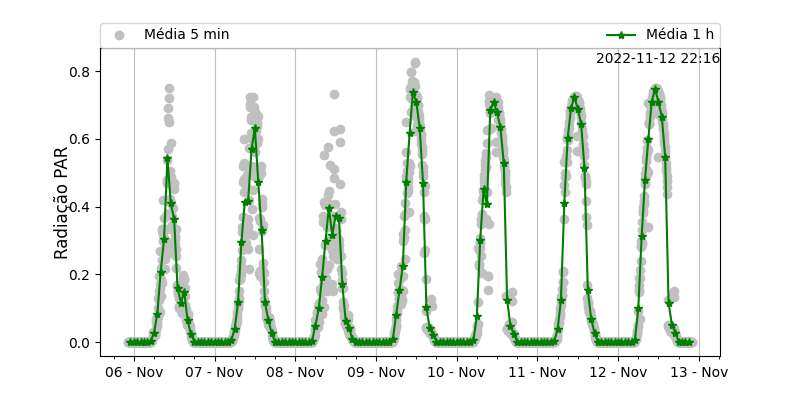 Média 5 min
Média 1 h
2022-11-12 22:16
Radiação PAR
0.8
0.6
0.4
0.2
0.0
06 - Nov
07 - Nov
08 - Nov
09 - Nov
10 - Nov
11 - Nov
12 - Nov
13 - Nov